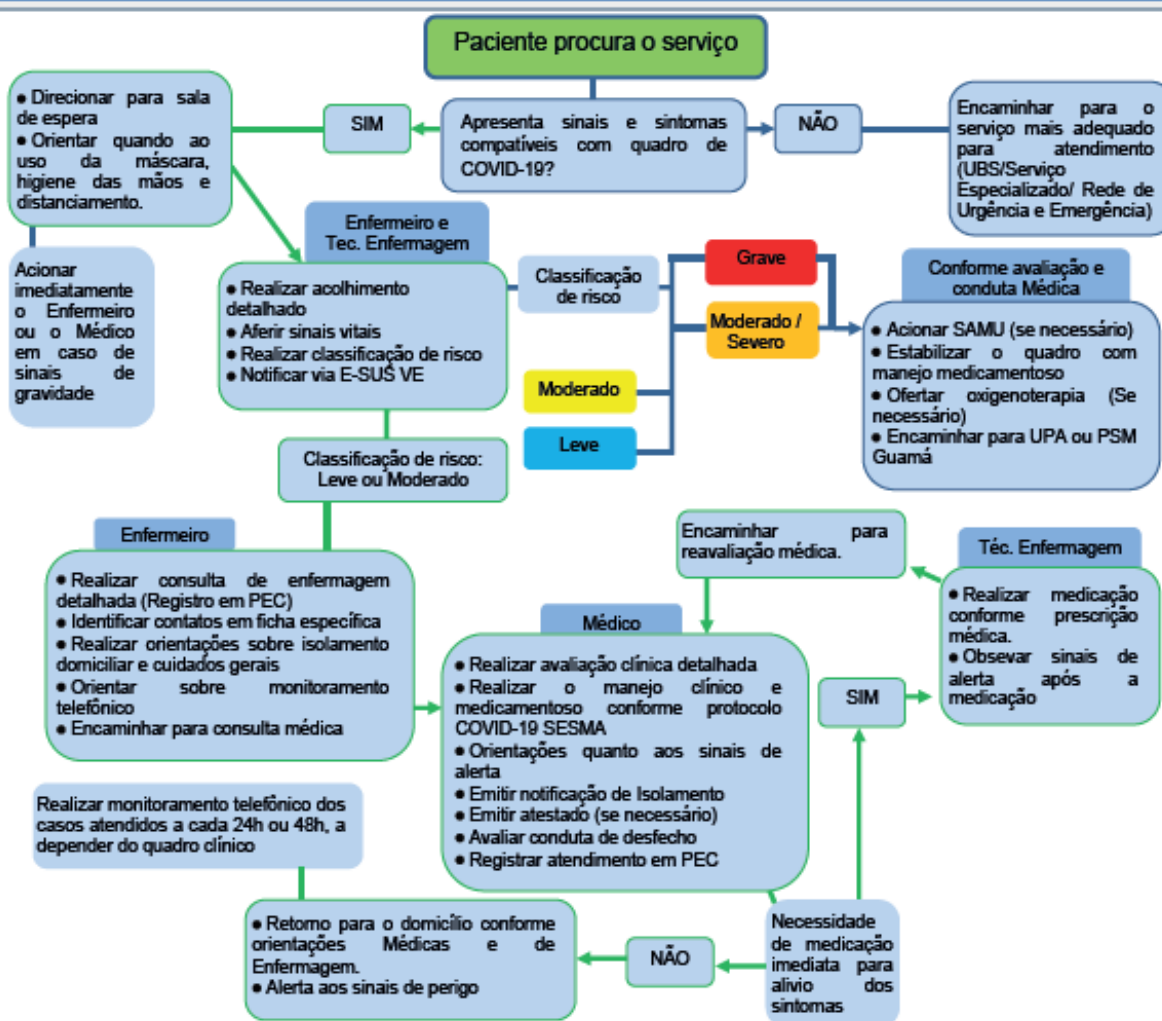 Paciente procura o serviço
● Direcionar para sala
de espera
● Orientar quando ao
uso da máscara,
higiene das mãos e
distanciamento.
SIM
Apresenta sinais e sintomas
compatíveis com quadro de
COVID-19?
NÃO
Encaminhar para o
serviço mais adequado
para atendimento
(UBS/Serviço
Especializado/ Rede de
Urgência e Emergência)
Acionar
imediatamente
o Enfermeiro
ou o Médico
em caso de
sinais de
gravidade
Enfermeiro e
Tec. Enfermagem
● Realizar acolhimento
detalhado
● Aferir sinais vitais
● Realizar classificação de risco
● Notificar via E-SUS VE
Classificação
de risco
Grave
Moderado /
Severo
Moderado
Leve
Conforme avaliação e
conduta Médica
● Acionar SAMU (se necessário)
● Estabilizar o quadro com
manejo medicamentoso
● Ofertar oxigenoterapia (Se
necessário)
● Encaminhar para UPA ou PSM
Guamá
Classificação de risco:
Leve ou Moderado
Enfermeiro
● Realizar consulta de enfermagem
detalhada (Registro em PEC)
● Identificar contatos em ficha específica
● Realizar orientações sobre isolamento
domiciliar e cuidados gerais
● Orientar sobre monitoramento
telefônico
● Encaminhar para consulta médica
Encaminhar para
reavaliação médica.
Téc. Enfermagem
● Realizar medicação
conforme prescrição
médica.
● Obsevar sinais de
alerta após a
medicação
Médico
● Realizar avaliação clínica detalhada
● Realizar o manejo clínico e
medicamentoso conforme protocolo
COVID-19 SESMA
● Orientações quanto aos sinais de
alerta
● Emitir notificação de Isolamento
● Emitir atestado (se necessário)
● Avaliar conduta de desfecho
● Registrar atendimento em PEC
SIM
Realizar monitoramento telefônico dos
casos atendidos a cada 24h ou 48h, a
depender do quadro clínico
● Retorno para o domicílio conforme
orientações Médicas e de
Enfermagem.
● Alerta aos sinais de perigo
NÃO
Necessidade
de medicação
imediata para
alivio dos
sintomas